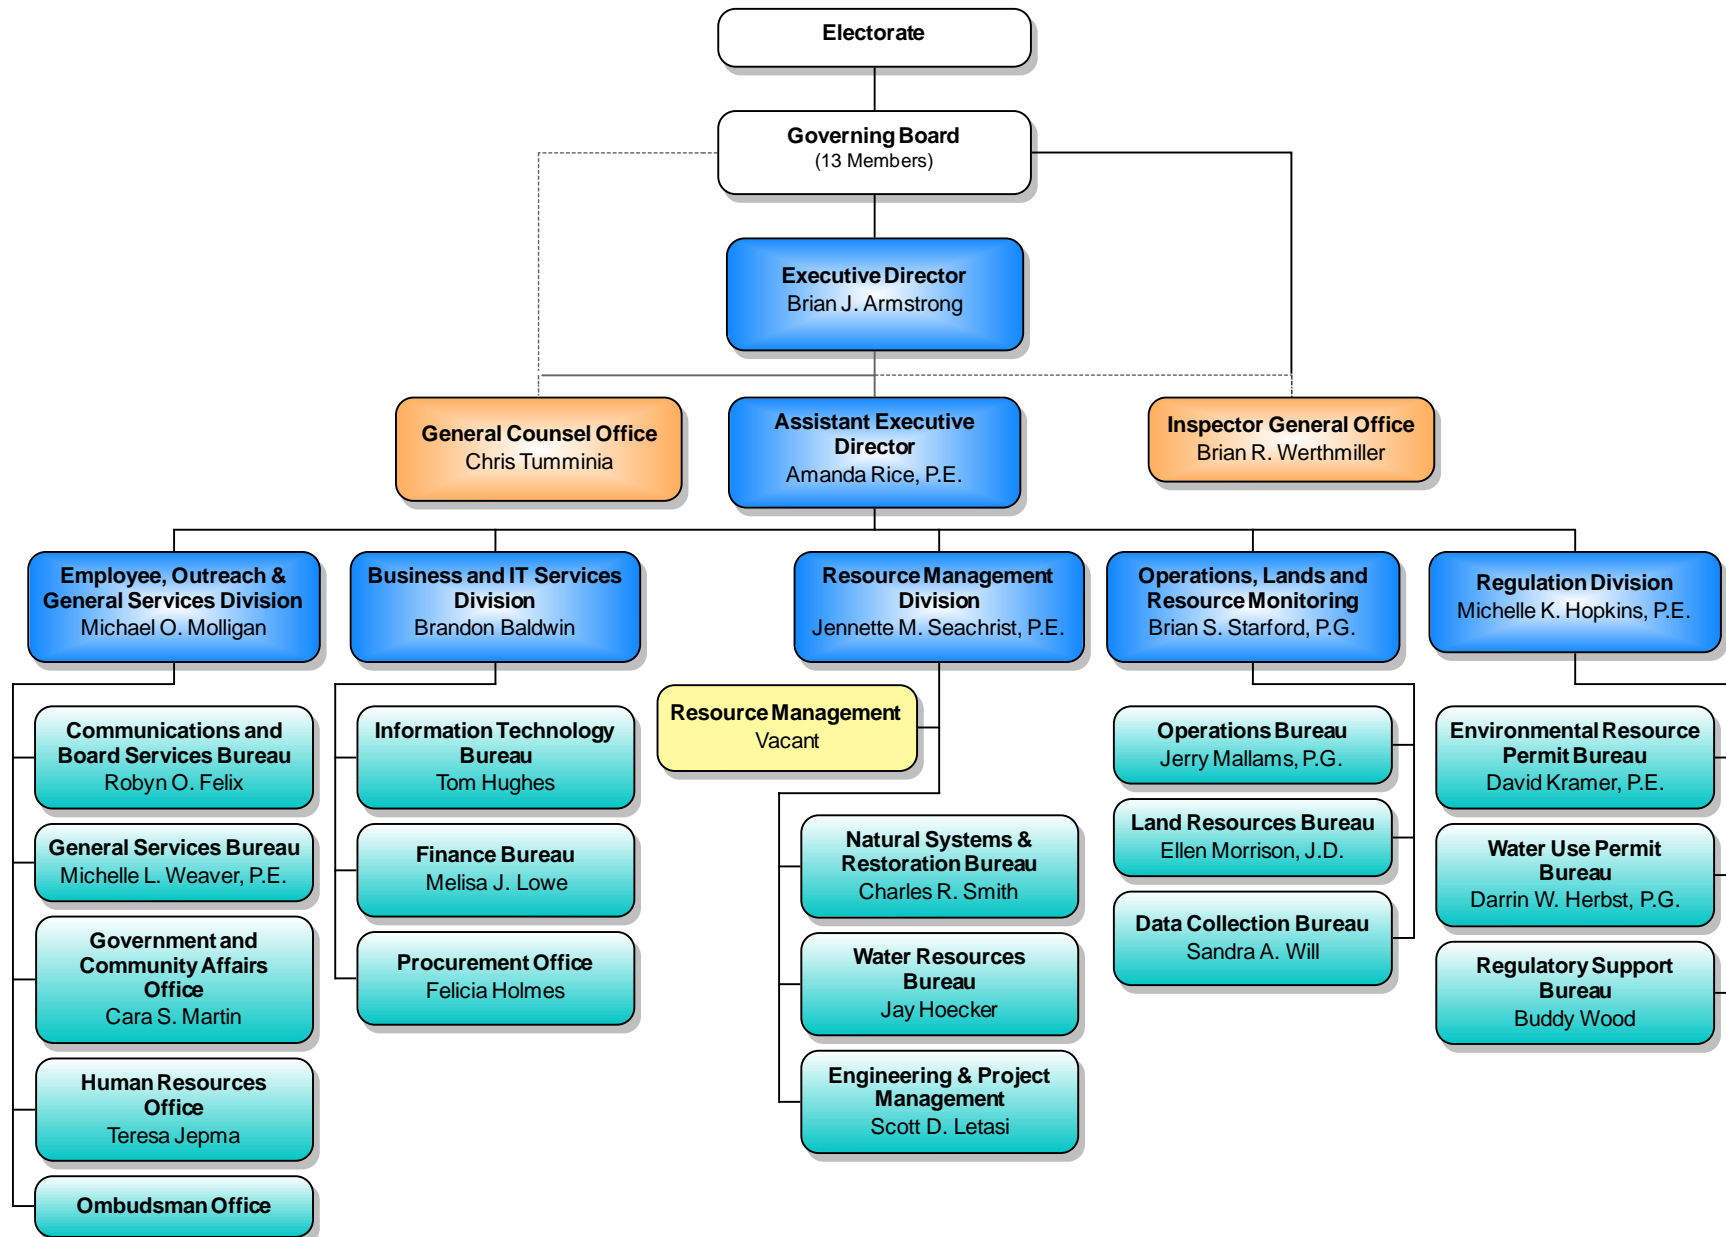 Electorate
Governing Board
(13 Members)
Executive Director
Brian J. Armstrong
General Counsel Office
Chris Tumminia
Assistant Executive
Director
Amanda Rice, P.E.
Inspector General Office
Brian R. Werthmiller
Employee, Outreach &
General Services Division
Michael O. Molligan
Business and IT Services
Division
Brandon Baldwin
Resource Management
Division
Jennette M. Seachrist, P.E.
Operations, Lands and
Resource Monitoring
Brian S. Starford, P.G.
Regulation Division
Michelle K. Hopkins, P.E.
Communications and
Board Services Bureau
Robyn O. Felix
General Services Bureau
Michelle L. Weaver, P.E.
Government and
Community Affairs
Office
Cara S. Martin
Human Resources
Office
Teresa Jepma
Ombudsman Office
Information Technology
Bureau
Tom Hughes
Finance Bureau
Melisa J. Lowe
Procurement Office
Felicia Holmes
Resource Management
Vacant
Natural Systems &
Restoration Bureau
Charles R. Smith
Water Resources
Bureau
Jay Hoecker
Engineering & Project
Management
Scott D. Letasi
Operations Bureau
Jerry Mallams, P.G.
Land Resources Bureau
Ellen Morrison, J.D.
Data Collection Bureau
Sandra A. Will
Environmental Resource
Permit Bureau
David Kramer, P.E.
Water Use Permit
Bureau
Darrin W. Herbst, P.G.
Regulatory Support
Bureau
Buddy Wood